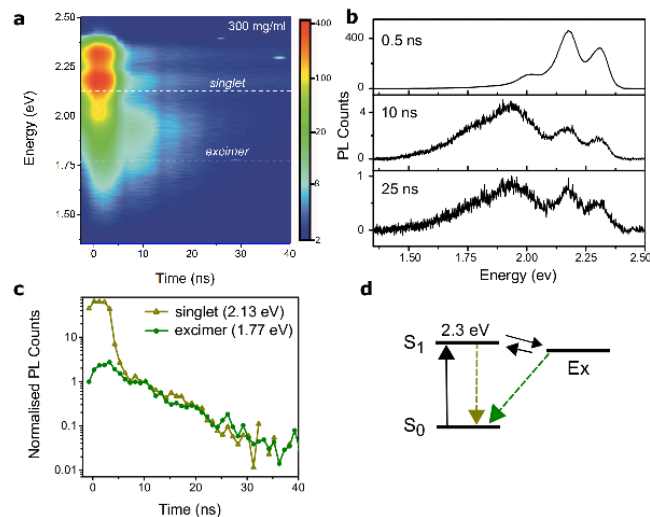 a
300 mg/ml
singlet
excimer
2.50
2.25
2.00
1.75
1.50
Energy (eV)
0
10
20
30
40
Time (ns)
400
100
20
8
2
b
0.5 ns
10 ns
25 ns
400
0
4
0
1
0
PL Counts
1.50
1.75
2.00
2.25
2.50
Energy (ev)
c
singlet (2.13 eV)
excimer (1.77 eV)
10
1
0.1
0.01
Normalised PL Counts
0
10
20
30
40
Time (ns)
d
2.3 eV
S1
Ex
S0